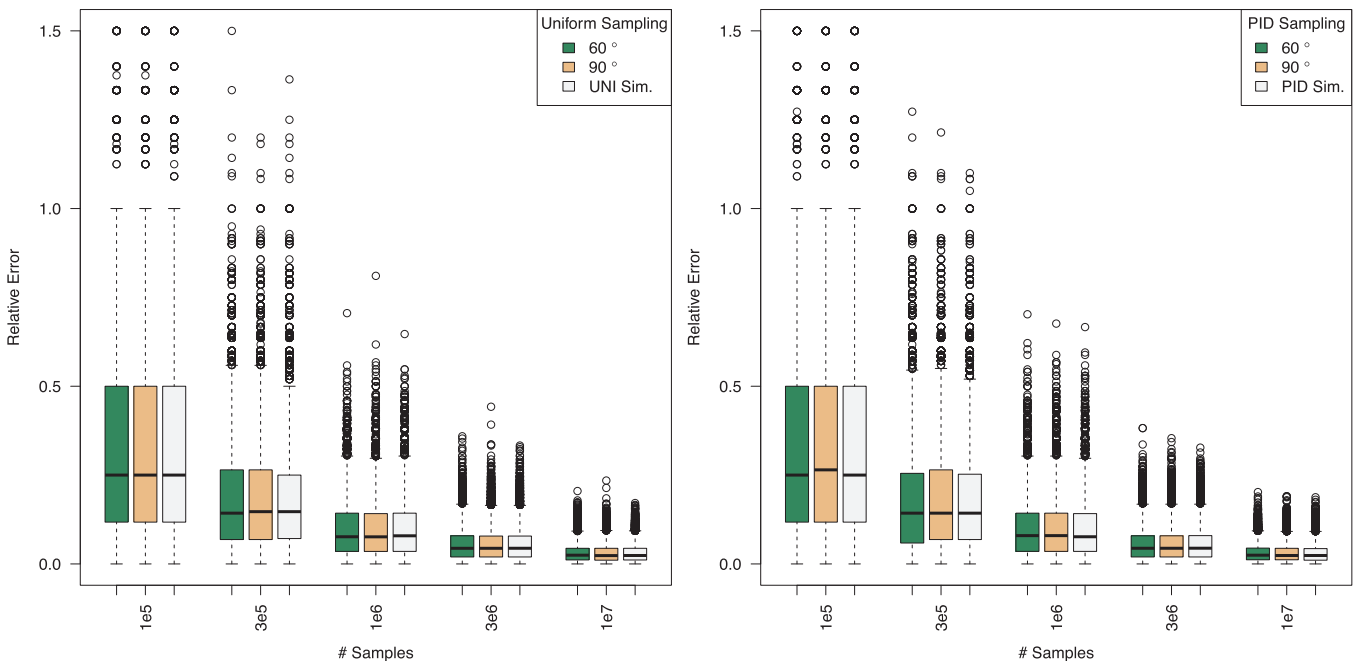 Uniform Sampling
60 °
90 °
UNI Sim.
1.5
1.0
0.5
0.0
Relative Error
1e5
3e5
1e6
3e6
1e7
# Samples
PID Sampling
60 °
90 °
PID Sim.
1.5
1.0
0.5
0.0
Relative Error
1e5
3e5
1e6
3e6
1e7
# Samples